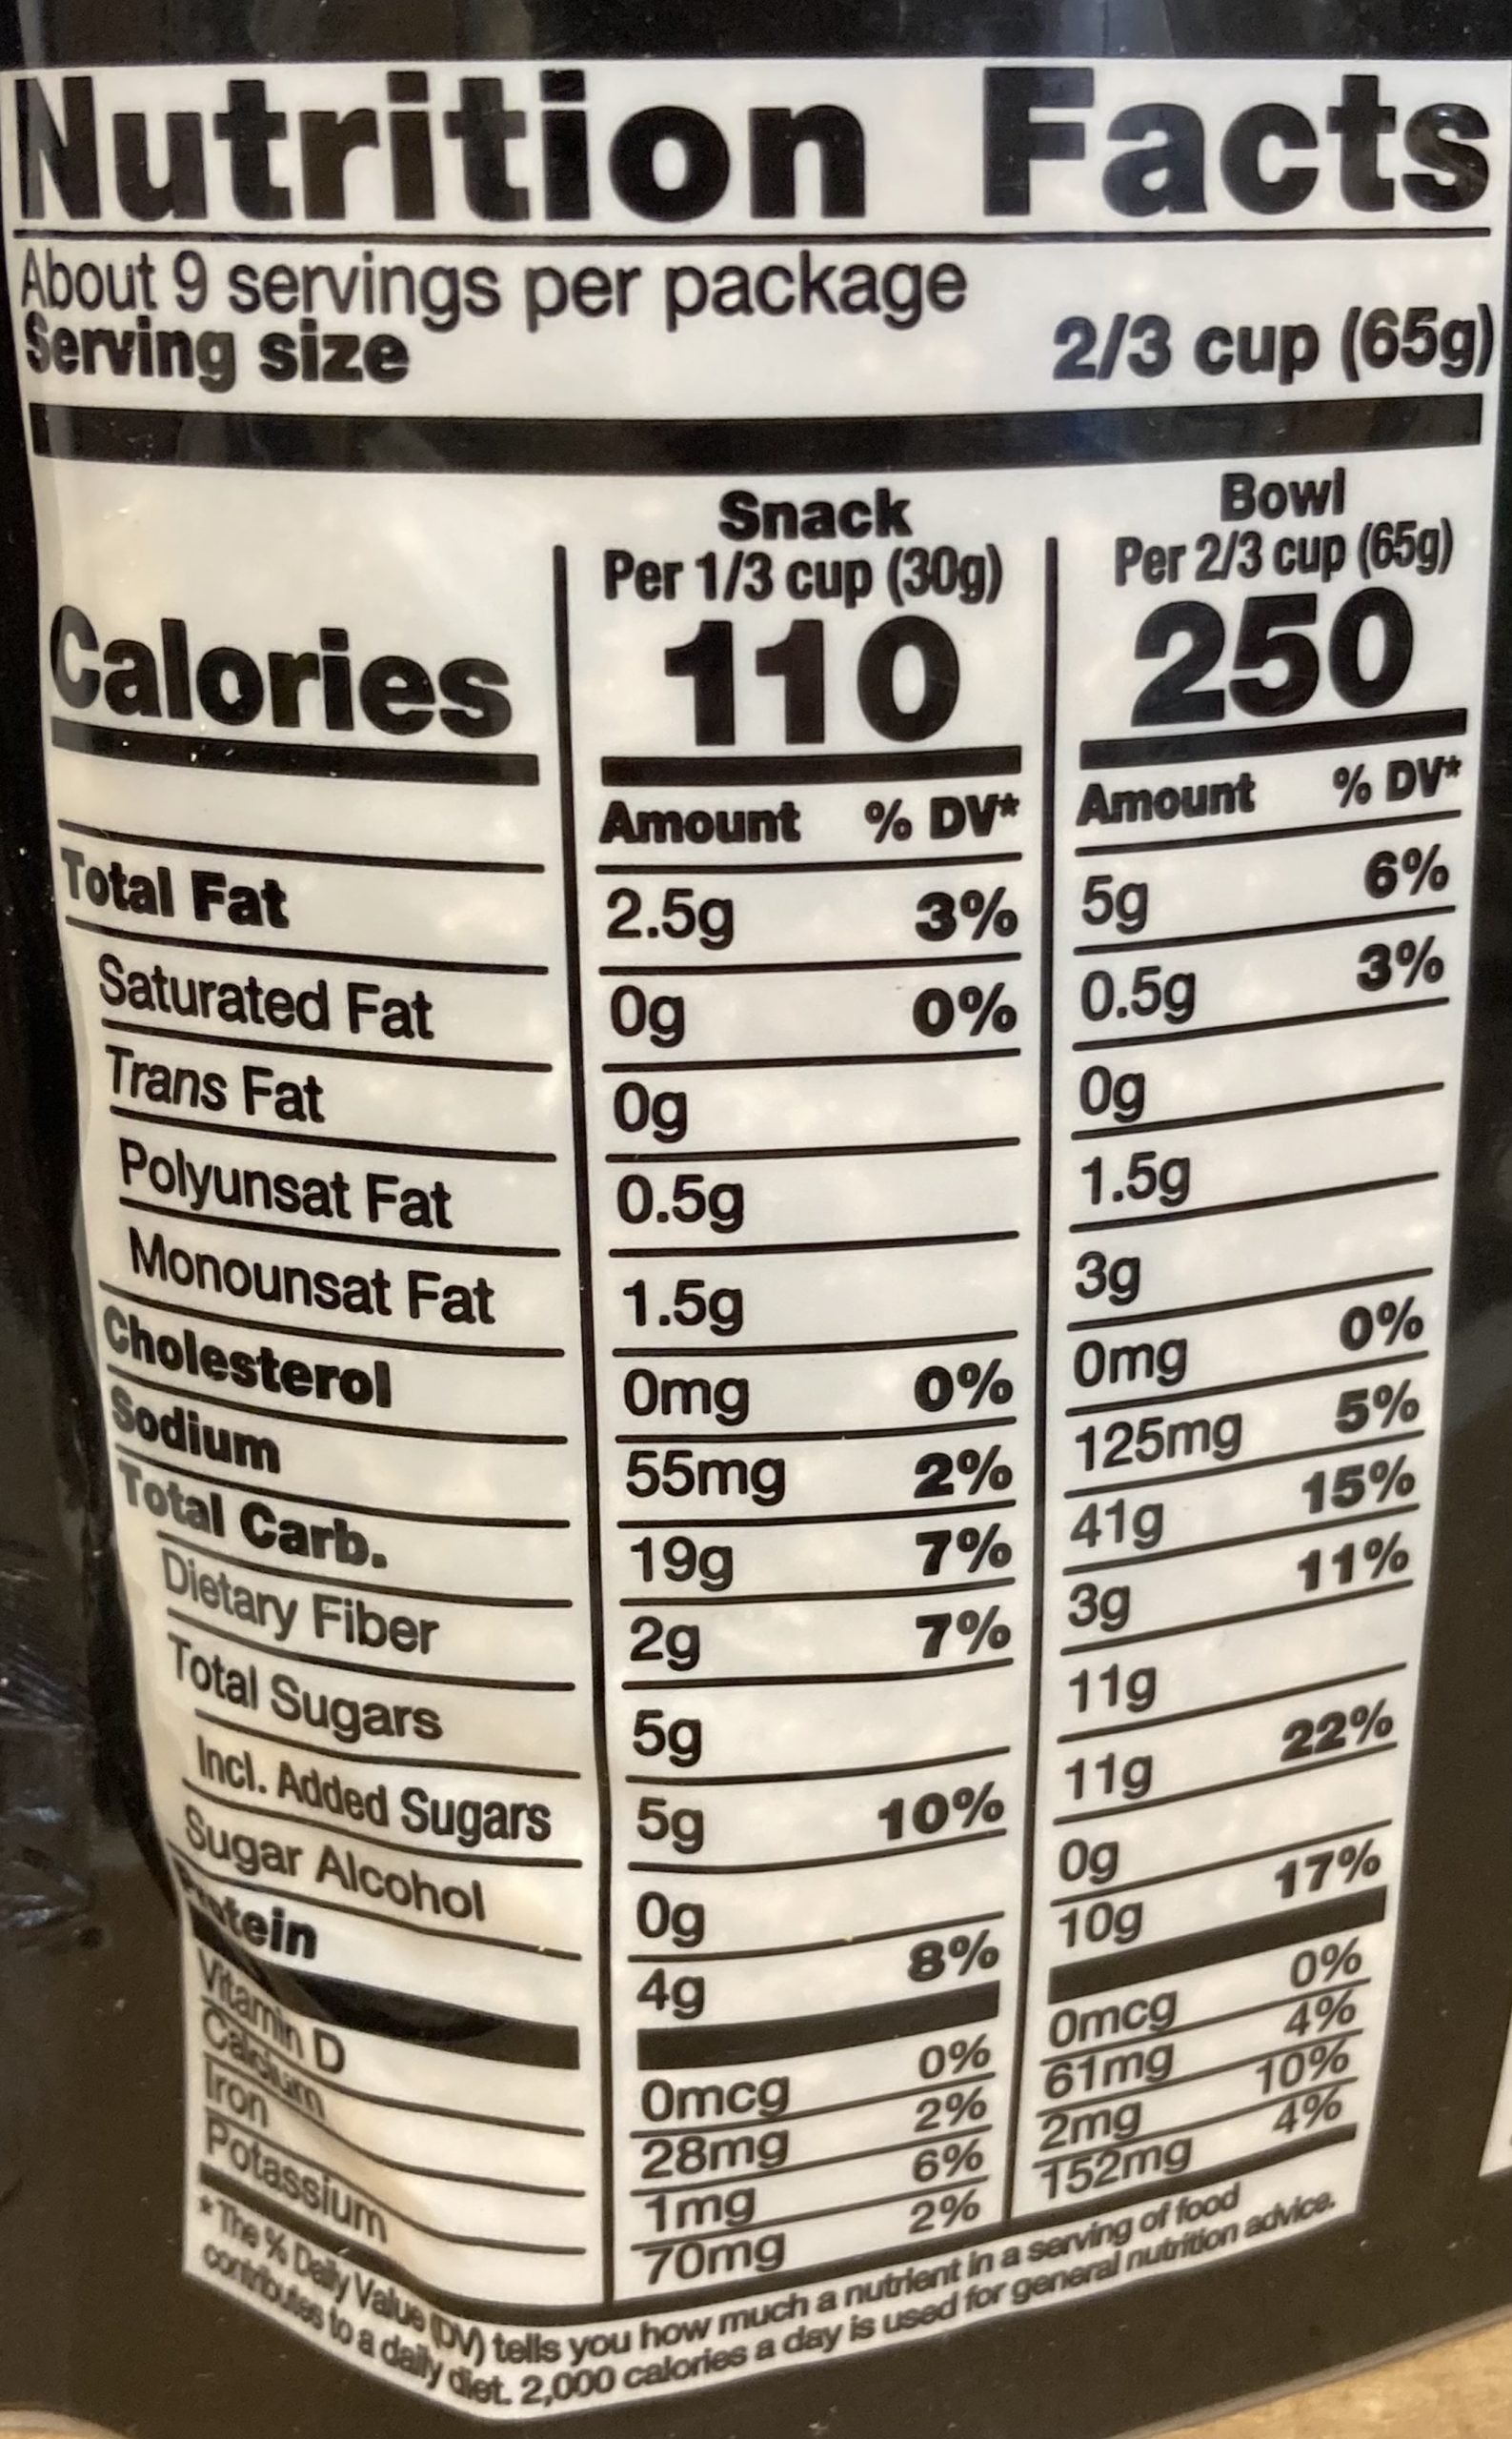 Nutrition Facts
About 9 servings per package
Serving size 2/3 cup (65g)
Snack Bowl
Per 1/3 cup (30g) Per 2/3 cup (65g)
Calories 110 250
Amount % DV* Amount % DV*
Total Fat 2.5g 3% 5g 6%
Saturated Fat 0g 0% 0.5g 3%
Trans Fat 0g 0g
Polyunsat Fat 0.5g 1.5g
Monounsat Fat 1.5g 3g
Cholesterol 0mg 0% 0mg 0%
Sodium 55mg 2% 125mg 5%
Total Carb. 19g 7% 41g 15%
Dietary Fiber 2g 7% 3g 11%
Total Sugars 5g 11g
Incl. Added Sugars 5g 10% 11g 22%
Sugar Alcohol 0g 0g
Protein 4g 8% 10g 17%
Vitamin D 0mcg 0% 0mcg 0%
Calcium 28mg 2% 61mg 4%
Iron 1mg 6% 2mg 10%
Potassium 70mg 2% 152mg 4%
*The % Daily Value (DV) tells you how much a nutrient in a serving of food
contributes to a daily diet. 2,000 calories a day is used for general nutrition advice.